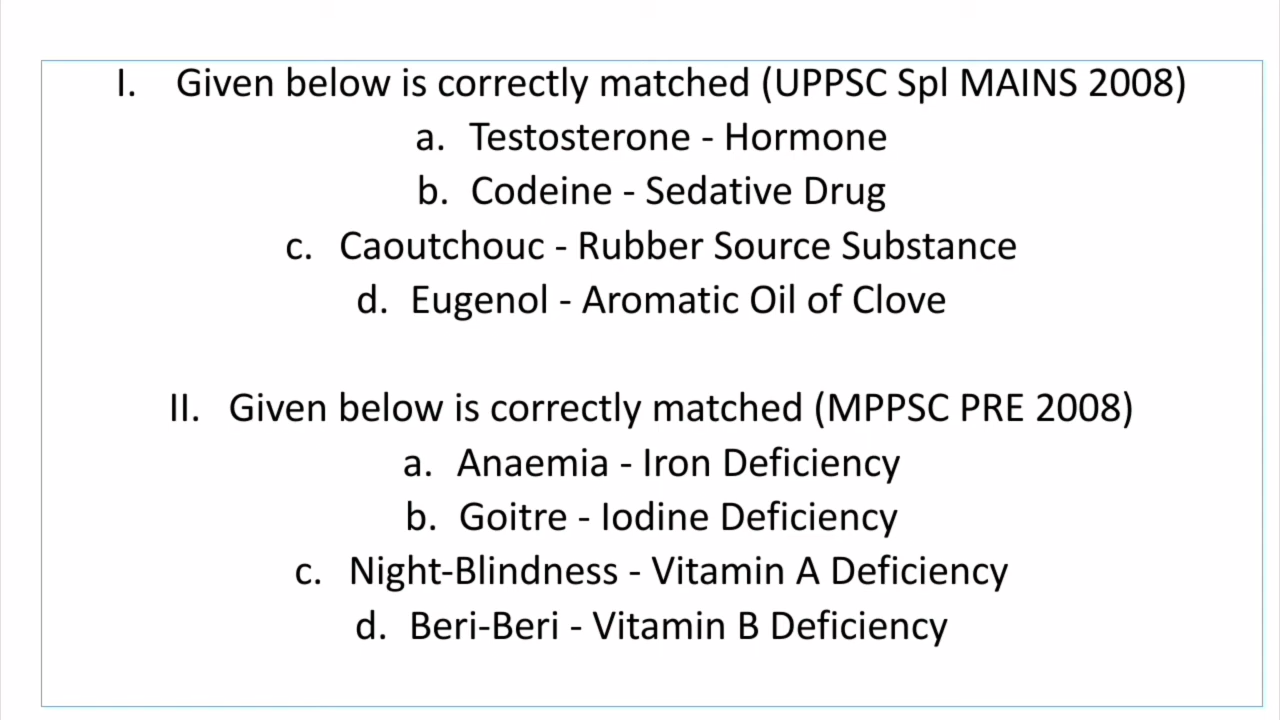 I. Given below is correctly matched (UPPSC Spl MAINS 2008)
a. Testosterone - Hormone
b. Codeine - Sedative Drug
c. Caoutchouc - Rubber Source Substance
d. Eugenol - Aromatic Oil of Clove
II. Given below is correctly matched (MPPSC PRE 2008)
a. Anaemia - Iron Deficiency
b. Goitre - Iodine Deficiency
c. Night-Blindness - Vitamin A Deficiency
d. Beri-Beri - Vitamin B Deficiency